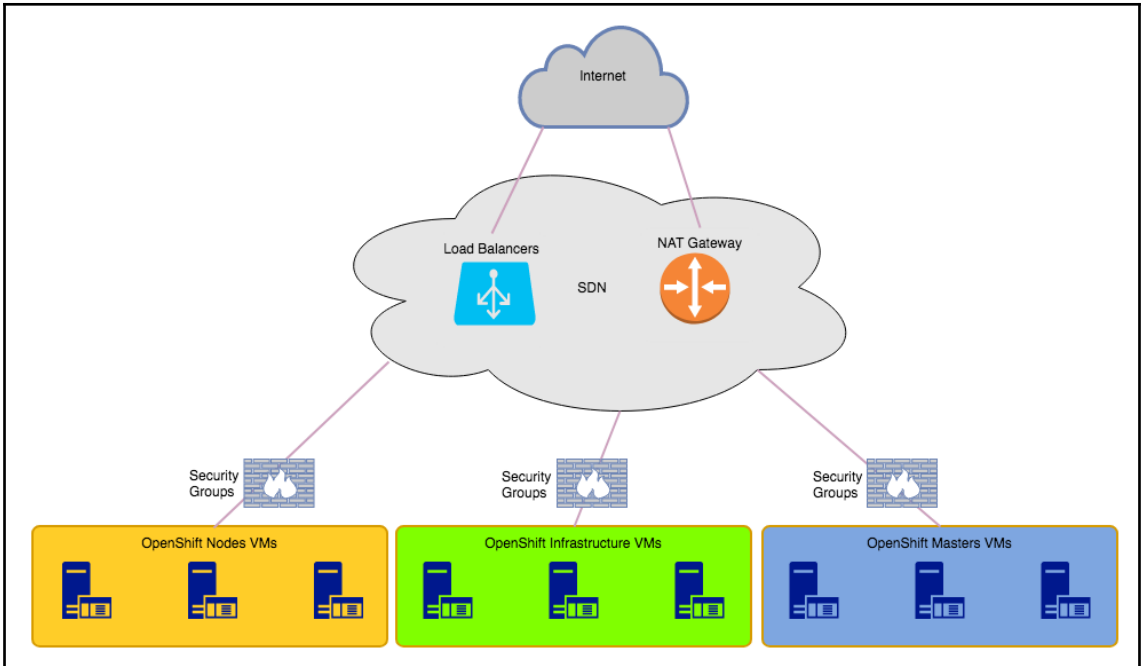 Internet
Load Balancers
NAT Gateway
SDN
Security
Groups
Security
Groups
Security
Groups
OpenShift Nodes VMs
OpenShift Infrastructure VMs
OpenShift Masters VMs